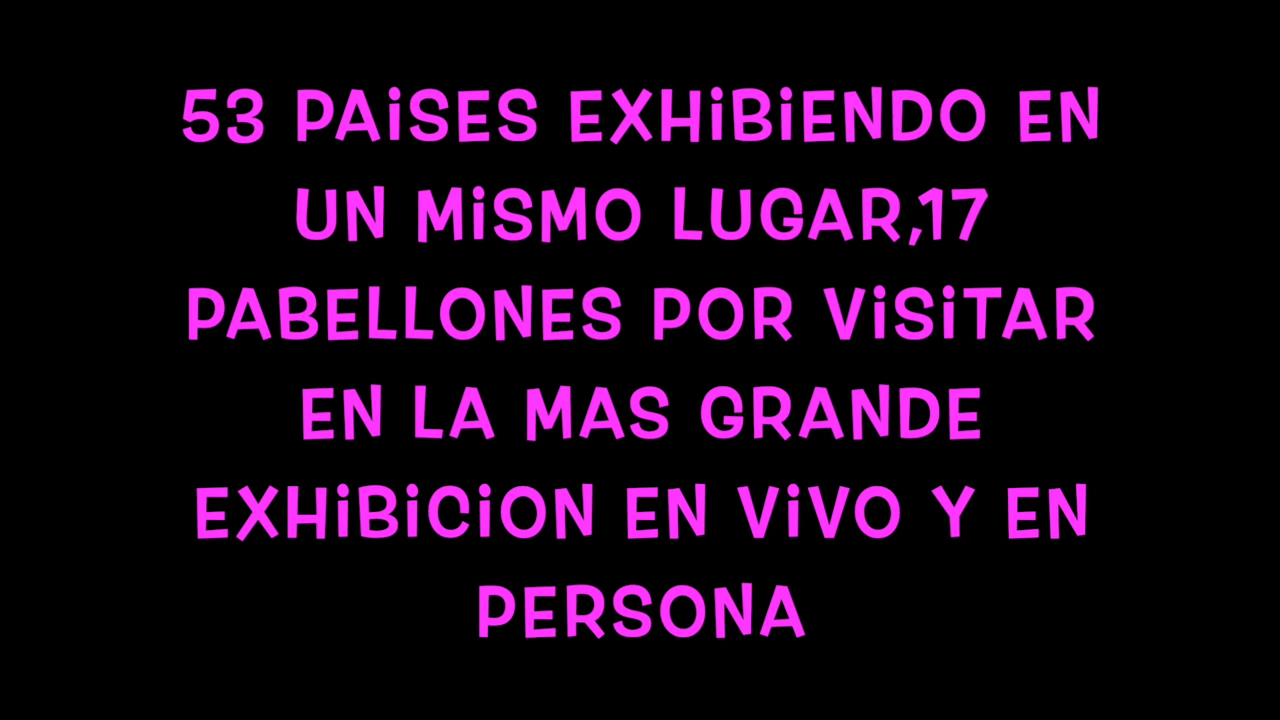 53 PAiSES EXHiBiENDO EN
UN MiSMO LUGAR,17
PABELLONES POR ViSiTAR
EN LA MAS GRANDE
EXHiBiCiON EN ViVO Y EN
PERSONA